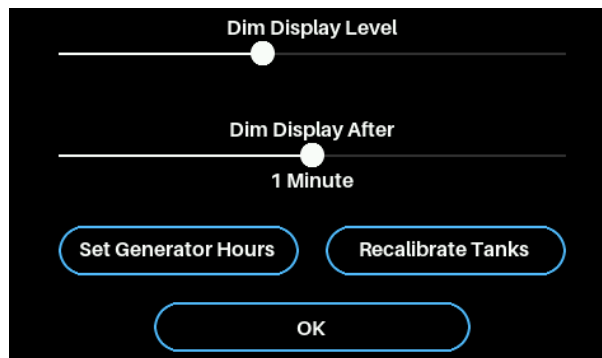 Dim Display Level
Dim Display After
1 Minute
Set Generator Hours
Recalibrate Tanks
OK